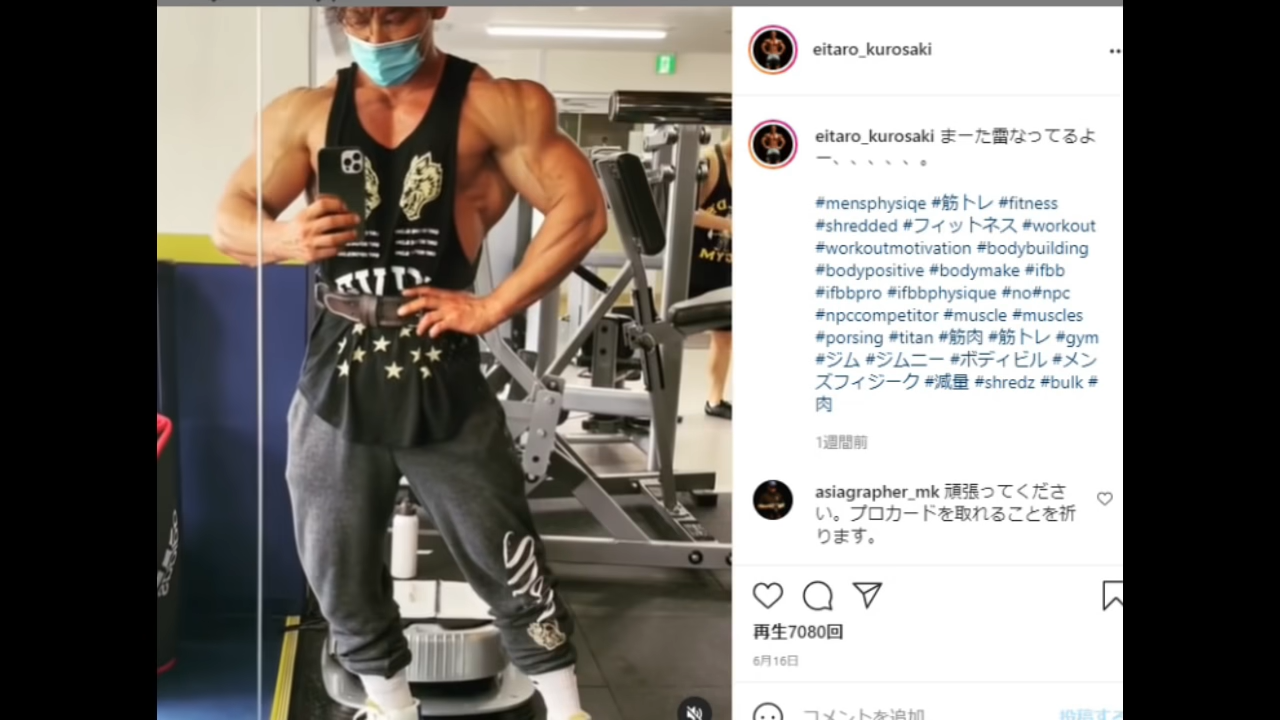 eitaro_kurosaki
eitaro_kurosaki まーた雷なってるよ
ー、、、、、。
#mensphysiqe #筋トレ #fitness
#shredded #フィットネス #workout
#workoutmotivation #bodybuilding
#bodypositive #bodymake #ifbb
#ifbbpro #ifbbphysique #no#npc
#npccompetitor #muscle #muscles
#porsing #titan #筋肉 #筋トレ #gym
#ジム #ジムニー #ボディビル #メン
ズフィジーク #減量 #shredz #bulk #
肉
1週間前
asiagrapher_mk 頑張ってくださ
い。プロカードを取れることを祈
ります。
再生7080回
6月16日
コメントを追加
投稿する